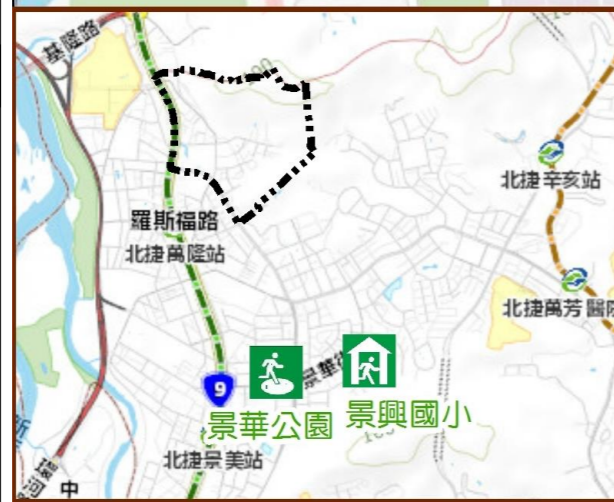 基隆路
100
北捷辛亥站
羅斯福路
北捷萬隆站
北捷萬芳醫院
9
景華街
景華公園
景興國小
北捷景美站
中